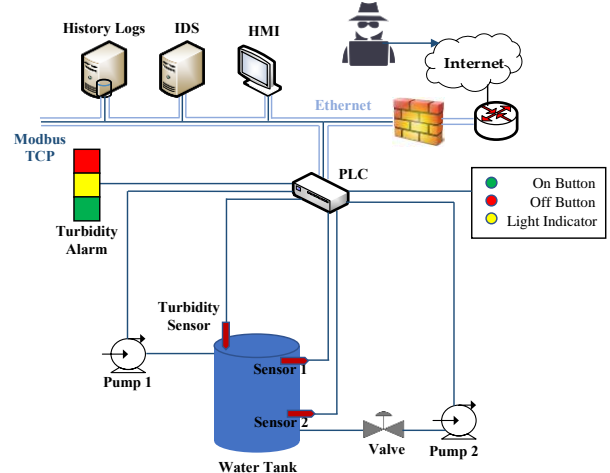 History Logs
IDS
HMI
Internet
Ethernet
Modbus
TCP
PLC
On Button
Off Button
Light Indicator
Turbidity
Alarm
Turbidity
Sensor
Sensor 1
Pump 1
Sensor 2
Valve
Pump 2
Water Tank